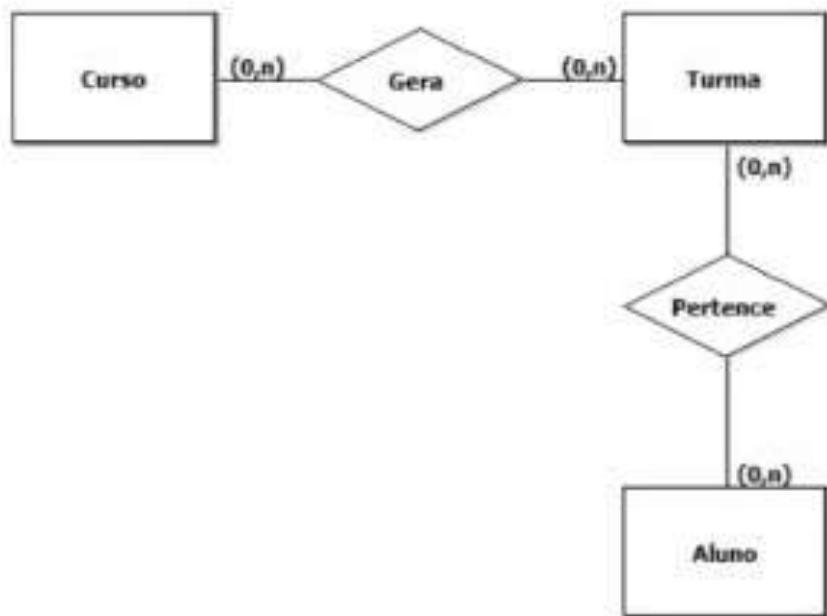 Curso (0,n) Gera (0,n) Turma
(0,n)
Pertence
(0,n)
Aluno